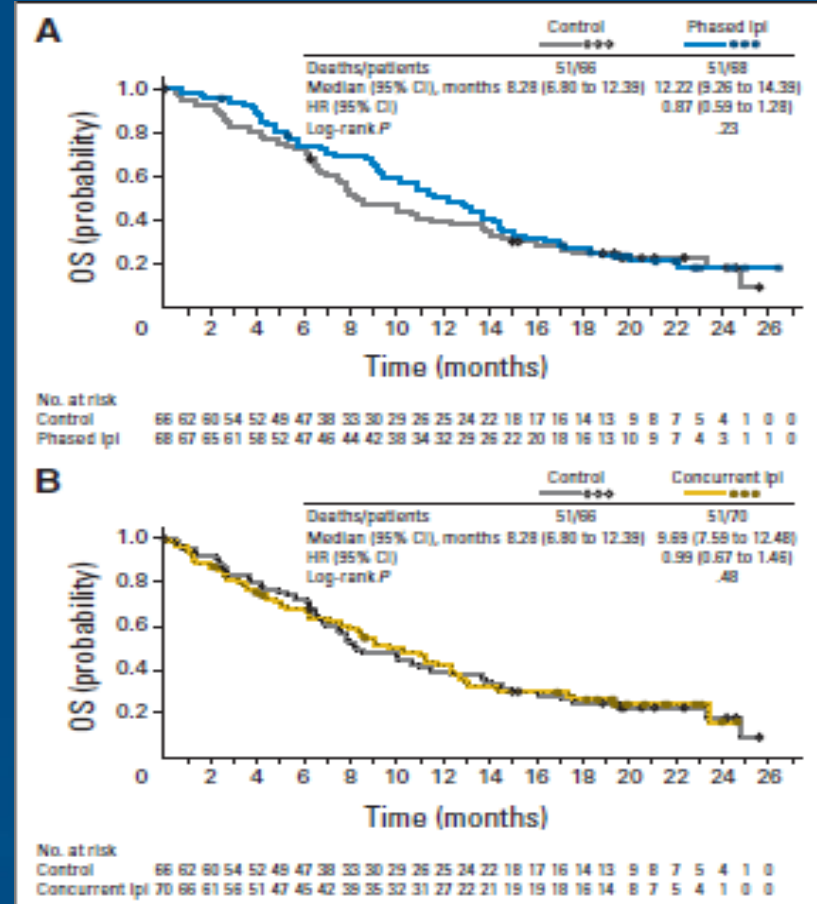 A
Control Phased Ipl
Deaths/patients 51/66 51/68
Median (95% CI), months 8.28 (6.80 to 12.39) 12.22 (9.26 to 14.39)
HR (95% CI) 0.87 (0.59 to 1.28)
Log-rank P .23
1.0
0.8
0.6
0.4
0.2
OS (probability)
0 2 4 6 8 10 12 14 16 18 20 22 24 26
Time (months)
No. at risk
Control 66 62 60 54 52 49 47 38 33 30 29 26 25 24 22 18 17 16 14 13 9 8 7 5 4 1 0 0
Phased Ipl 68 67 65 61 58 52 47 46 44 42 38 34 32 29 26 22 20 18 16 13 10 9 7 4 3 1 1 0
B
Control Concurrent Ipl
Deaths/patients 51/66 51/70
Median (95% CI), months 8.28 (6.80 to 12.39) 9.69 (7.59 to 12.48)
HR (95% CI) 0.99 (0.67 to 1.46)
Log-rank P .48
1.0
0.8
0.6
0.4
0.2
OS (probability)
0 2 4 6 8 10 12 14 16 18 20 22 24 26
Time (months)
No. at risk
Control 66 62 60 54 52 49 47 38 33 30 29 26 25 24 22 18 17 16 14 13 9 8 7 5 4 1 0
Concurrent Ipl 70 66 61 56 51 47 45 42 39 35 32 31 27 22 21 19 19 18 16 14 8 7 5 4 1 0 0